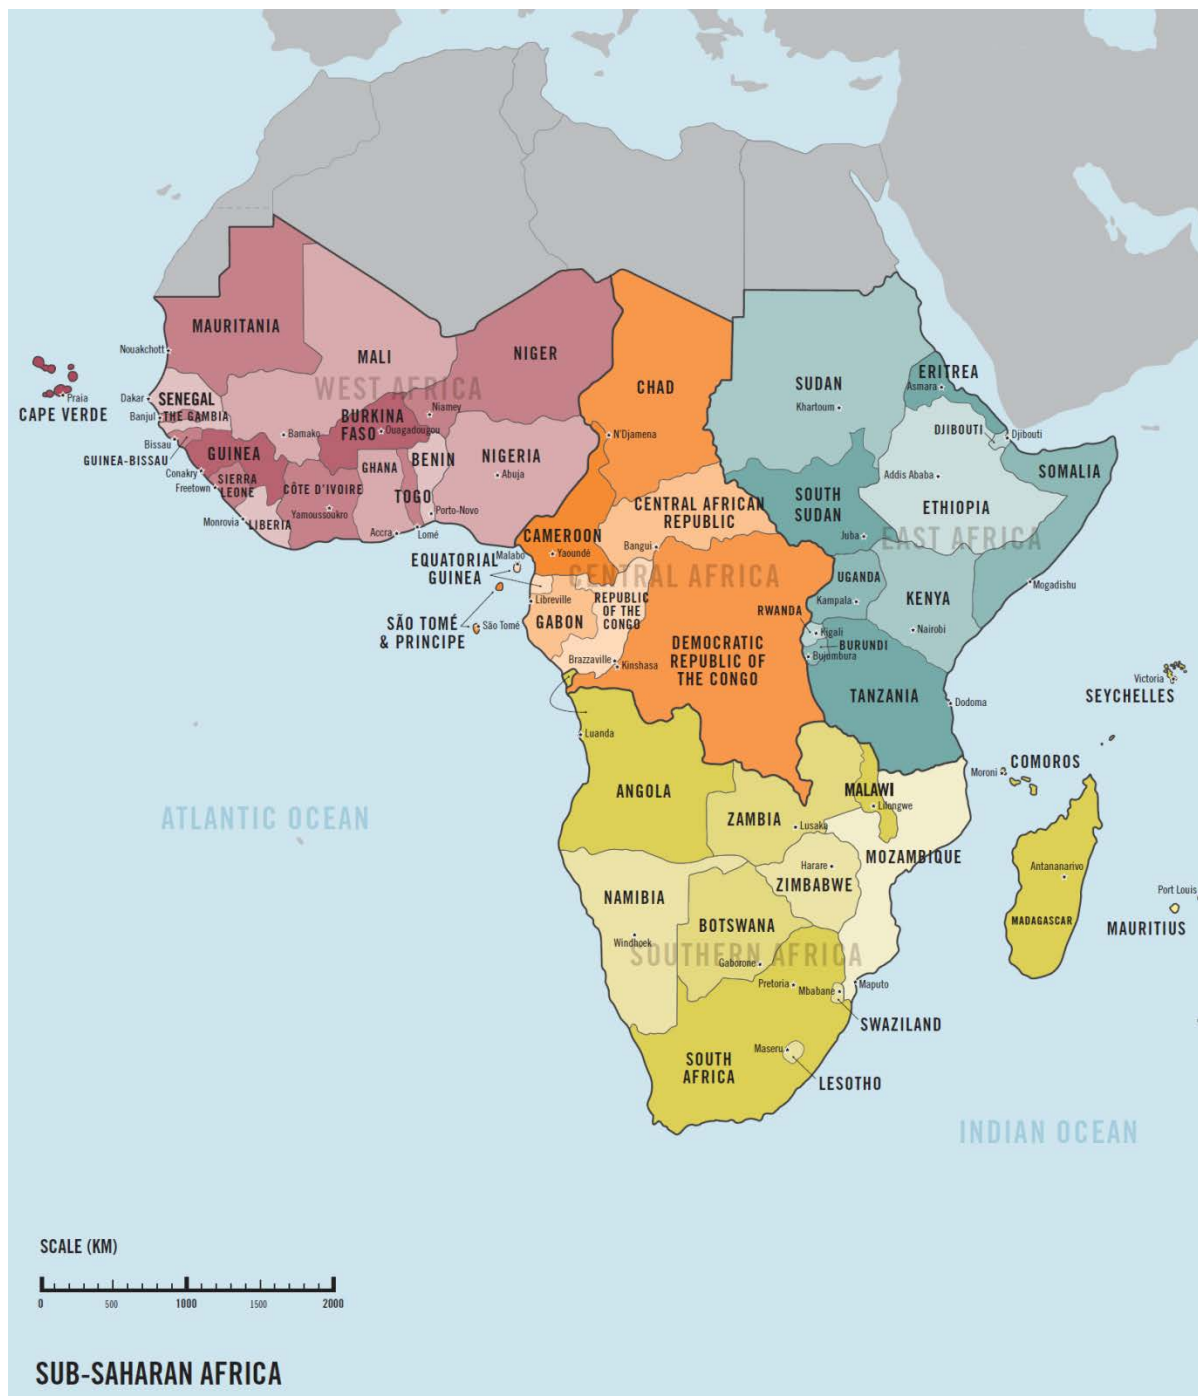 MAURITANIA
Nouakchott
MALI
NIGER
WEST AFRICA
CHAD
SUDAN
Khartoum
ERITREA
Asmara
Praia
CAPE VERDE
Dakar
SENEGAL
Banjul
THE GAMBIA
Bissau
GUINEA-BISSAU
Bamako
BURKINA
FASO
Ouagadougou
Niamey
N'Djamena
DJIBOUTI
Djibouti
SOMALIA
GUINEA
Conakry
SIERRA
LEONE
Freetown
Monrovia
LIBERIA
CÔTE D'IVOIRE
Yamoussoukro
GHANA
Accra
TOGO
Lomé
BENIN
Porto-Novo
NIGERIA
Abuja
Addis Ababa
ETHIOPIA
SOUTH
SUDAN
Juba
EAST AFRICA
CENTRAL AFRICAN
REPUBLIC
Bangui
CAMEROON
Yaoundé
CENTRAL AFRICA
EQUATORIAL
GUINEA
Malabo
REPUBLIC
OF THE
CONGO
Libreville
GABON
SÃO TOMÉ
& PRINCIPE
São Tomé
Brazzaville
Kinshasa
DEMOCRATIC
REPUBLIC OF
THE CONGO
UGANDA
Kampala
KENYA
Nairobi
Mogadishu
RWANDA
Kigali
BURUNDI
Bujumbura
TANZANIA
Dodoma
Victoria
SEYCHELLES
Luanda
ANGOLA
Moroni
COMOROS
MALAWI
Lilongwe
ZAMBIA
Lusaka
ATLANTIC OCEAN
MOZAMBIQUE
Harare
ZIMBABWE
Antananarivo
MADAGASCAR
Port Louis
MAURITIUS
NAMIBIA
Windhoek
BOTSWANA
Gaborone
SOUTHERN AFRICA
Pretoria
Mbabane
Maputo
SWAZILAND
Maseru
SOUTH
AFRICA
LESOTHO
INDIAN OCEAN
SCALE (KM)
0 500 1000 1500 2000
SUB-SAHARAN AFRICA